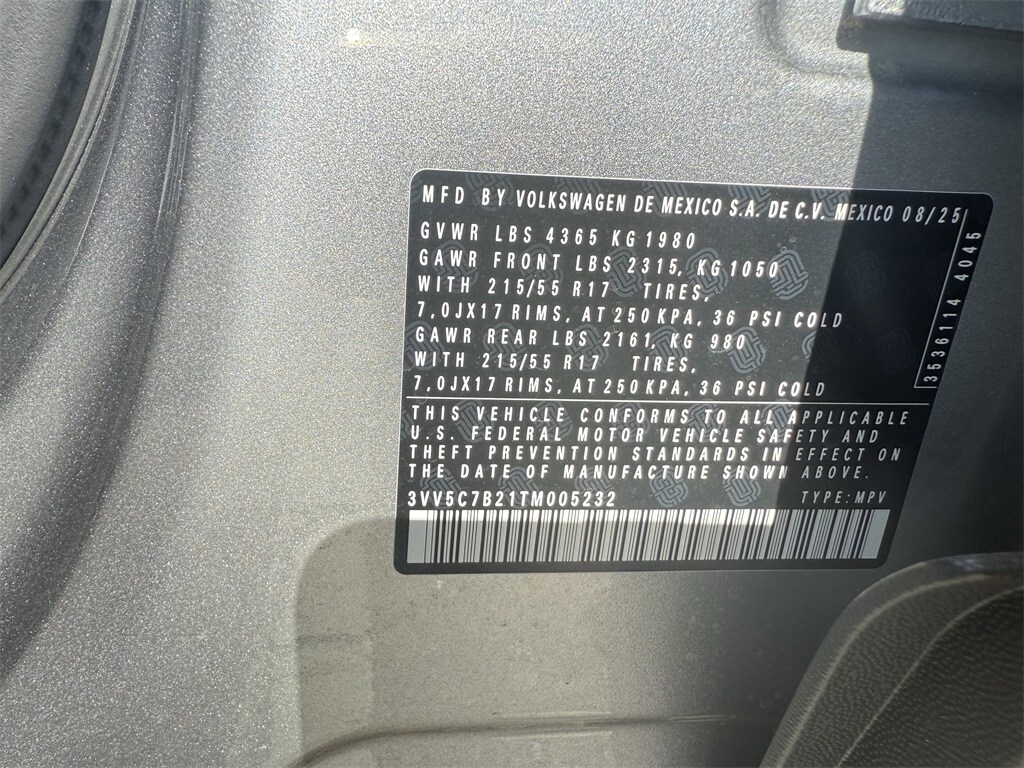 MFD BY VOLKSWAGEN DE MEXICO S.A. DE C.V. MEXICO 08/25
GVWR LBS 4365 KG 1980
GAWR FRONT LBS 2315, KG 1050
WITH 215/55 R17 TIRES,
7,0JX17 RIMS, AT 250 KPA, 36 PSI COLD
GAWR REAR LBS 2161, KG 980
WITH 215/55 R17 TIRES,
7,0JX17 RIMS, AT 250 KPA, 36 PSI COLD
3536114 4045
THIS VEHICLE CONFORMS TO ALL APPLICABLE
U.S. FEDERAL MOTOR VEHICLE SAFETY AND
THEFT PREVENTION STANDARDS IN EFFECT ON
THE DATE OF MANUFACTURE SHOWN ABOVE.
3VV5C7B21TM005232 TYPE: MPV